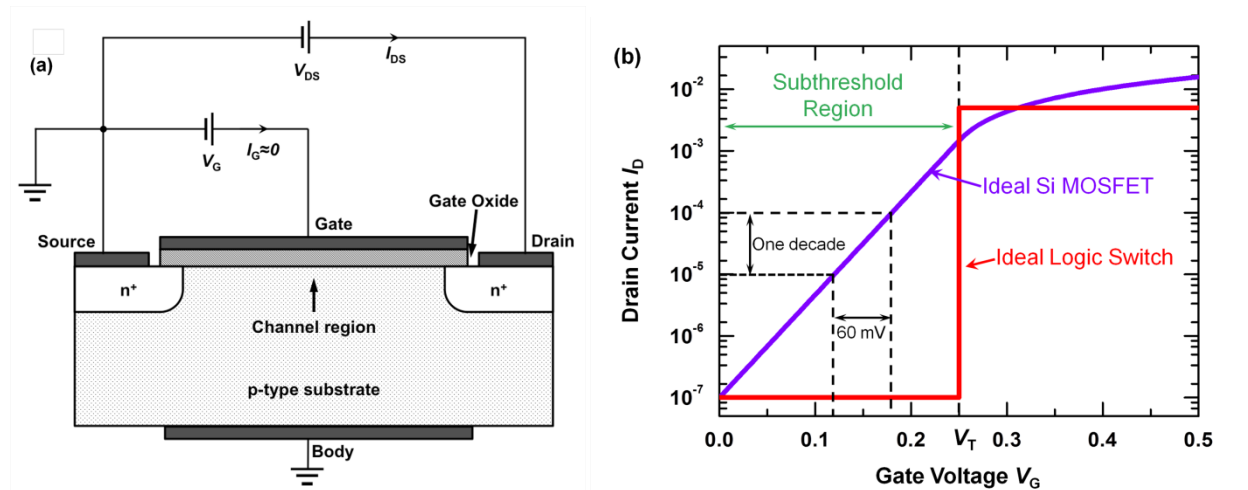 (a)
V_DS
I_DS
V_G
I_G≈0
Gate Oxide
Source
Gate
Drain
n⁺
n⁺
Channel region
p-type substrate
Body
(b)
Drain Current I_D
10⁻²
10⁻³
10⁻⁴
10⁻⁵
10⁻⁶
10⁻⁷
Subthreshold
Region
Ideal Si MOSFET
One decade
Ideal Logic Switch
60 mV
0.0 0.1 0.2 V_T 0.3 0.4 0.5
Gate Voltage V_G